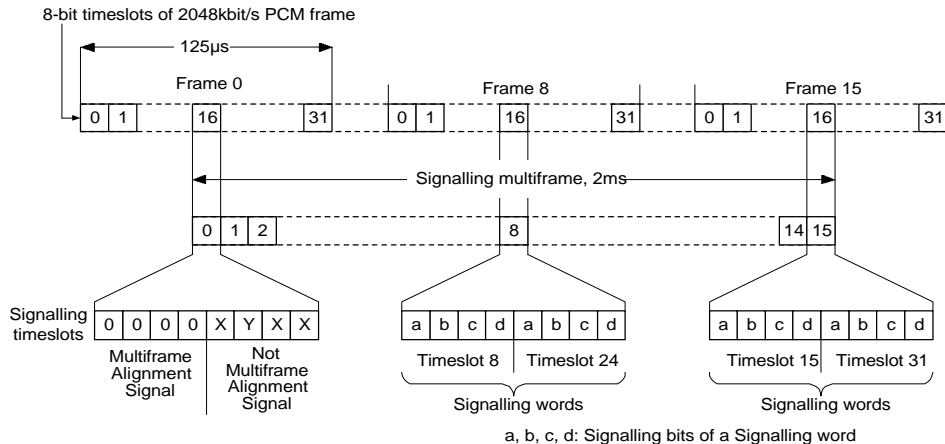 8-bit timeslots of 2048kbit/s PCM frame
125µs
Frame 0
Frame 8
Frame 15
0 1 16 31 0 1 16 31 0 1 16 31
Signalling multiframe, 2ms
0 1 2 8 14 15
Signalling timeslots
0 0 0 0 X Y X X
a b c d a b c d
a b c d a b c d
Multiframe Alignment Signal
Not Multiframe Alignment Signal
Timeslot 8
Timeslot 24
Timeslot 15
Timeslot 31
Signalling words
Signalling words
a, b, c, d: Signalling bits of a Signalling word